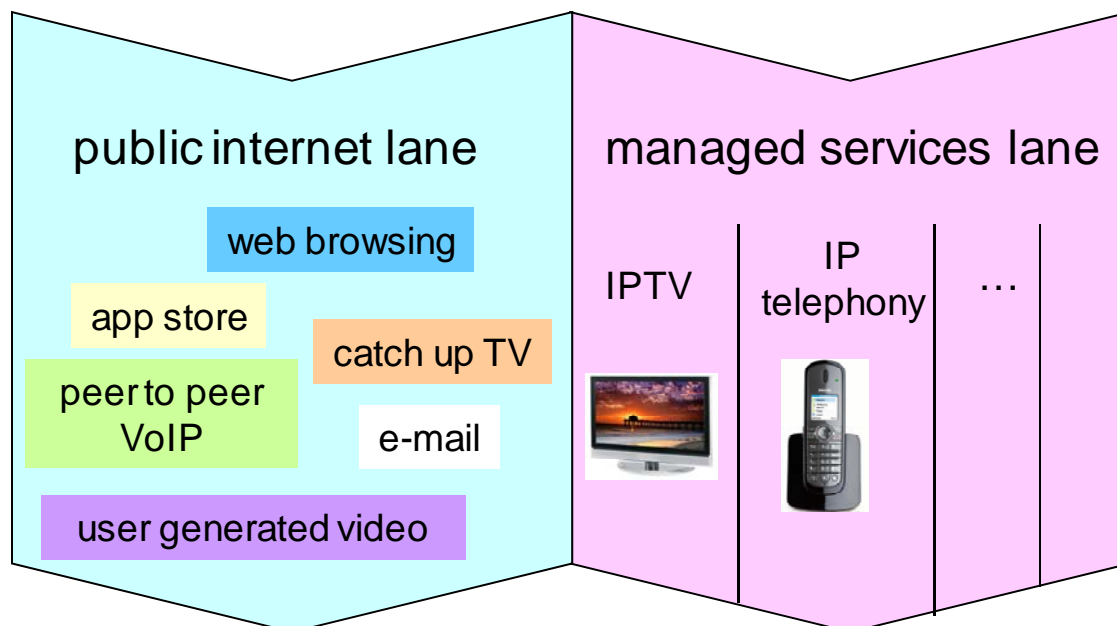 public internet lane
managed services lane
web browsing
app store
catch up TV
peer to peer
VoIP
e-mail
user generated video
IPTV
IP
telephony
...